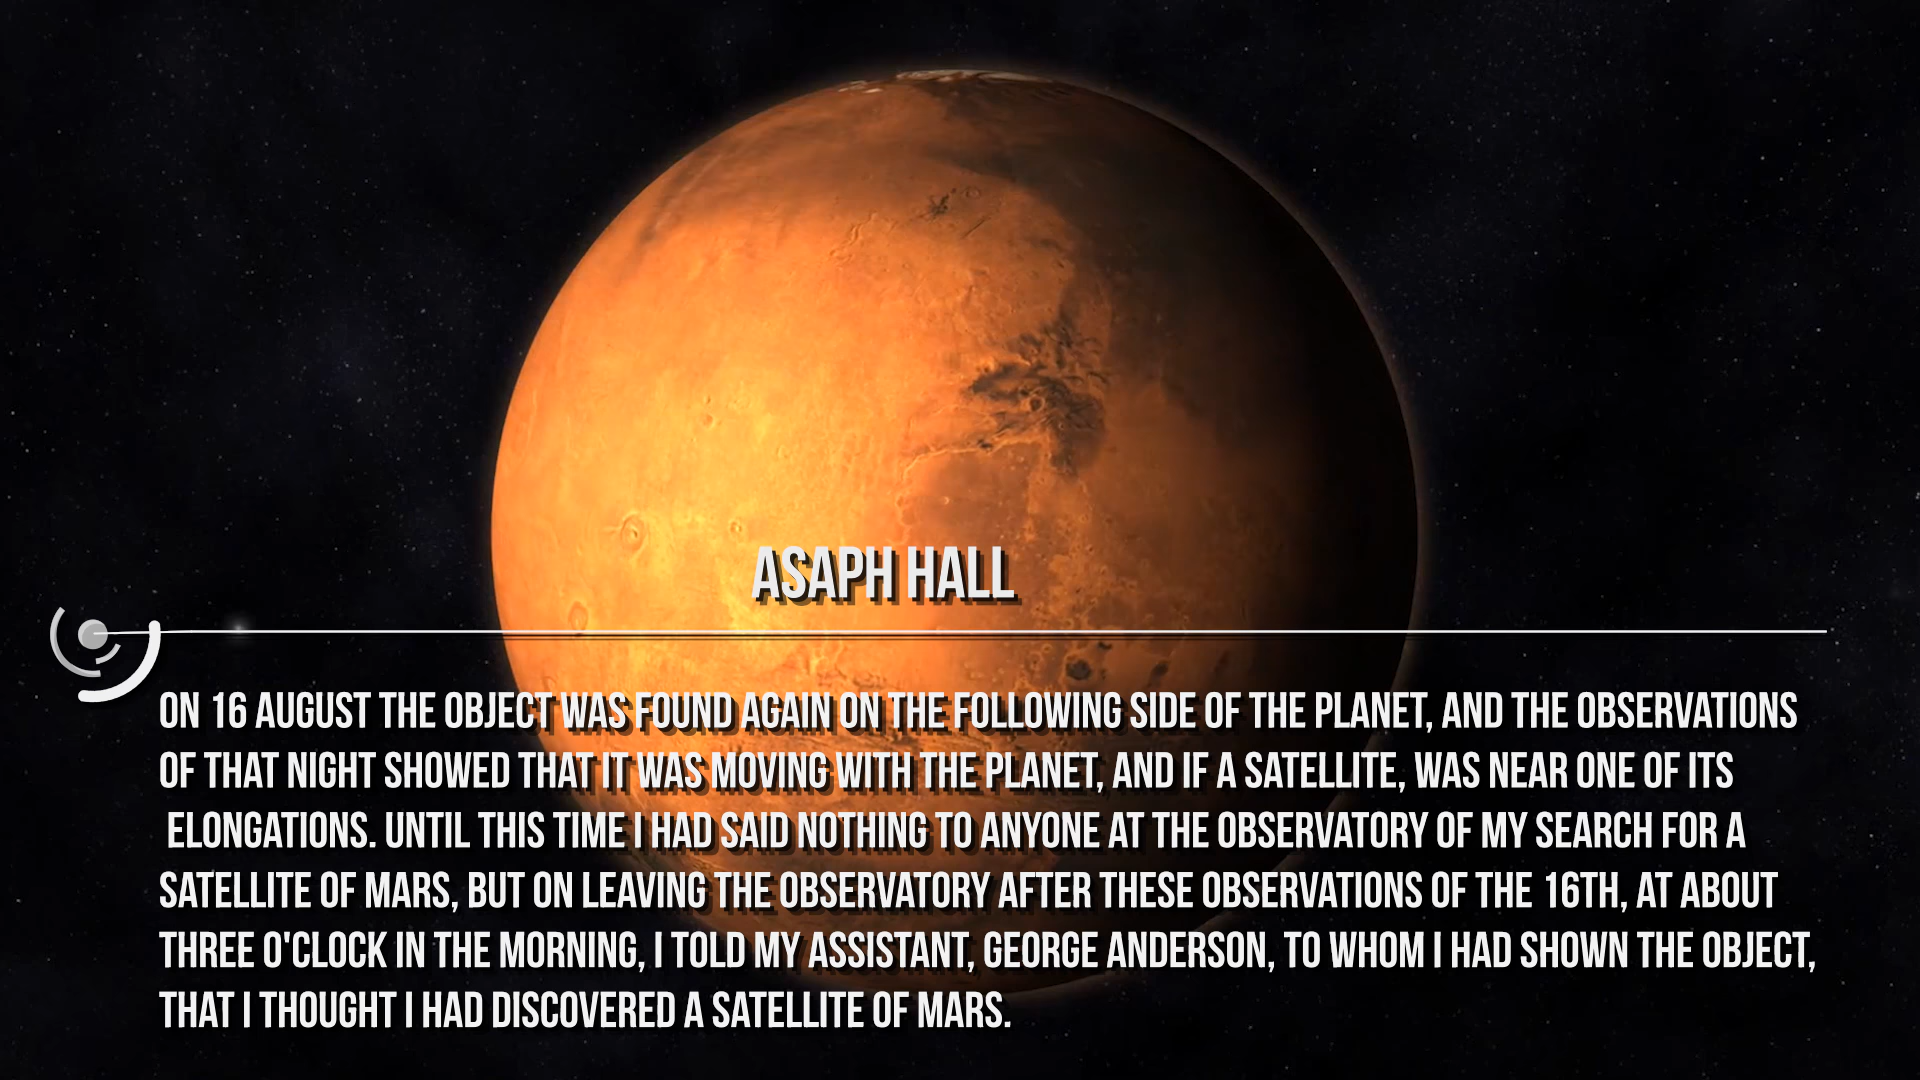 ASAPH HALL
ON 16 AUGUST THE OBJECT WAS FOUND AGAIN ON THE FOLLOWING SIDE OF THE PLANET, AND THE OBSERVATIONS
OF THAT NIGHT SHOWED THAT IT WAS MOVING WITH THE PLANET, AND IF A SATELLITE, WAS NEAR ONE OF ITS
ELONGATIONS. UNTIL THIS TIME I HAD SAID NOTHING TO ANYONE AT THE OBSERVATORY OF MY SEARCH FOR A
SATELLITE OF MARS, BUT ON LEAVING THE OBSERVATORY AFTER THESE OBSERVATIONS OF THE 16TH, AT ABOUT
THREE O'CLOCK IN THE MORNING, I TOLD MY ASSISTANT, GEORGE ANDERSON, TO WHOM I HAD SHOWN THE OBJECT,
THAT I THOUGHT I HAD DISCOVERED A SATELLITE OF MARS.